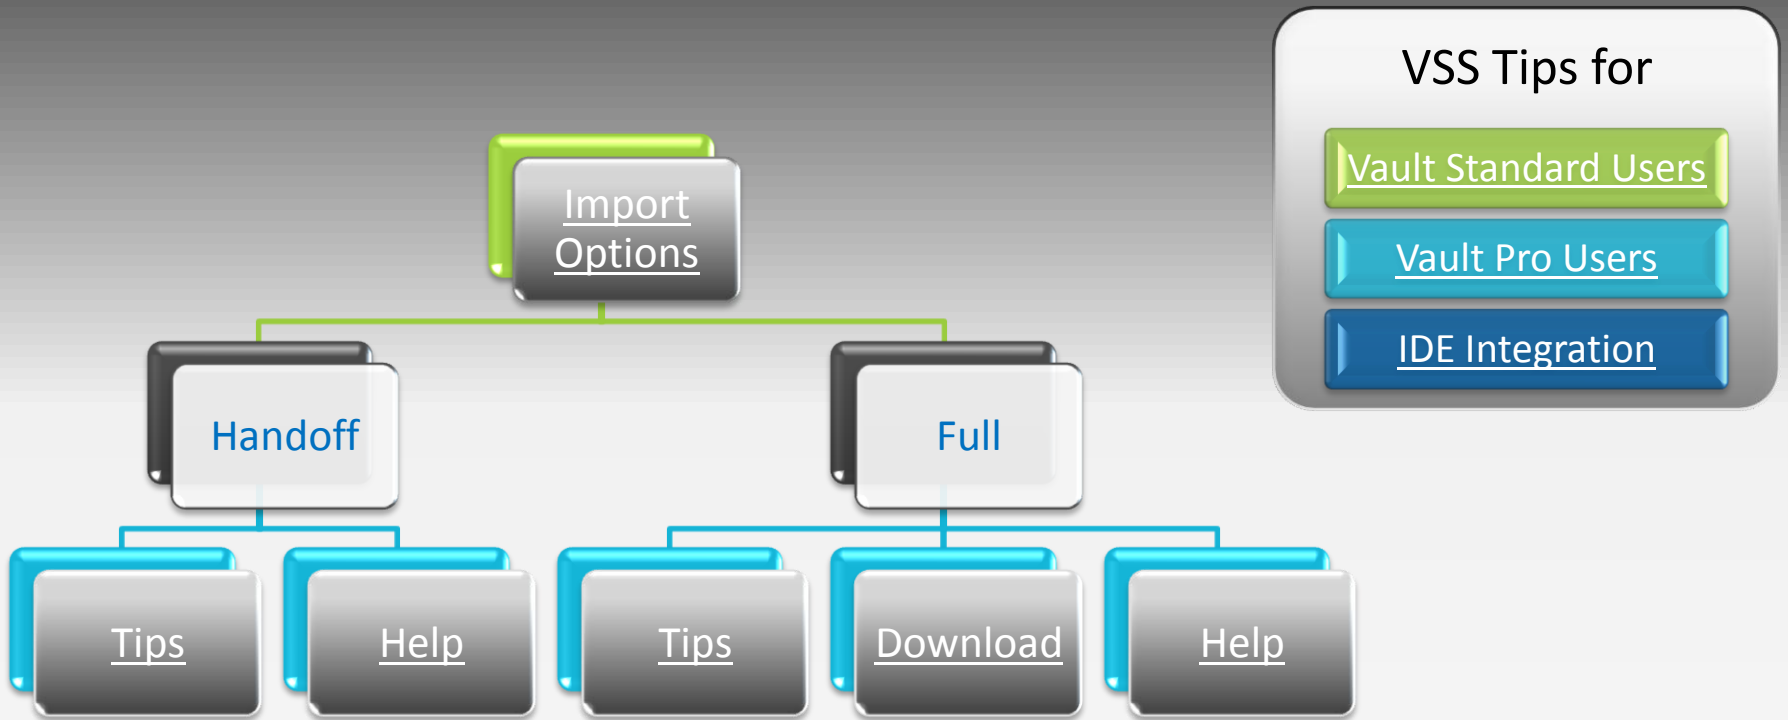 VSS Tips for
Vault Standard Users
Vault Pro Users
IDE Integration
Import
Options
Handoff
Full
Tips
Help
Tips
Download
Help